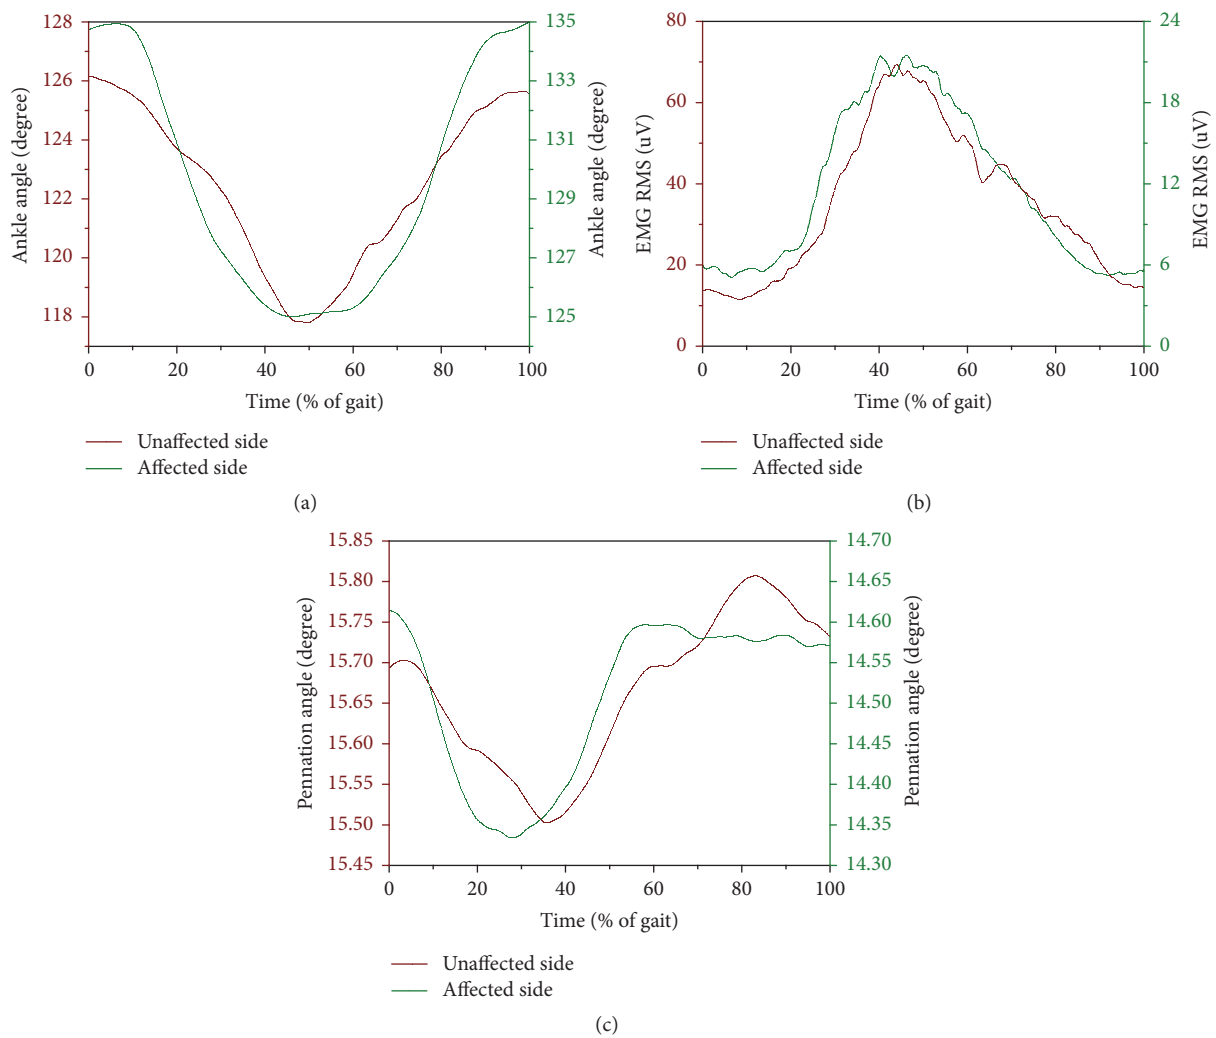 128
126
124
122
120
118
Ankle angle (degree)
135
133
131
129
127
125
Ankle angle (degree)
0 20 40 60 80 100
Time (% of gait)
Unaffected side
Affected side
(a)
80
60
40
20
0
EMG RMS (uV)
24
18
12
6
0
EMG RMS (uV)
0 20 40 60 80 100
Time (% of gait)
Unaffected side
Affected side
(b)
15.85
15.80
15.75
15.70
15.65
15.60
15.55
15.50
15.45
Pennation angle (degree)
14.70
14.65
14.60
14.55
14.50
14.45
14.40
14.35
14.30
Pennation angle (degree)
0 20 40 60 80 100
Time (% of gait)
Unaffected side
Affected side
(c)